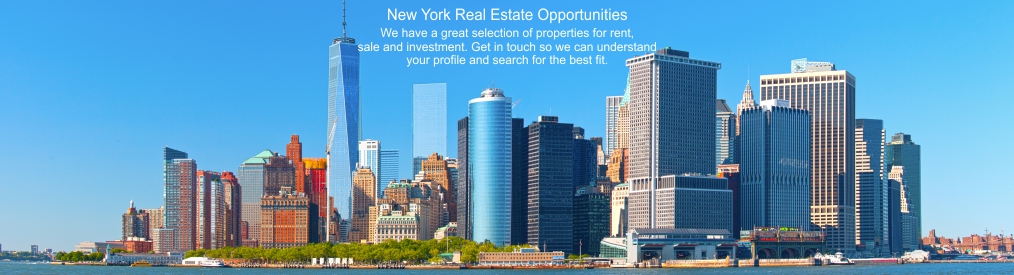 New York Real Estate Opportunities
We have a great selection of properties for rent,
sale and investment. Get in touch so we can understand
your profile and search for the best fit.